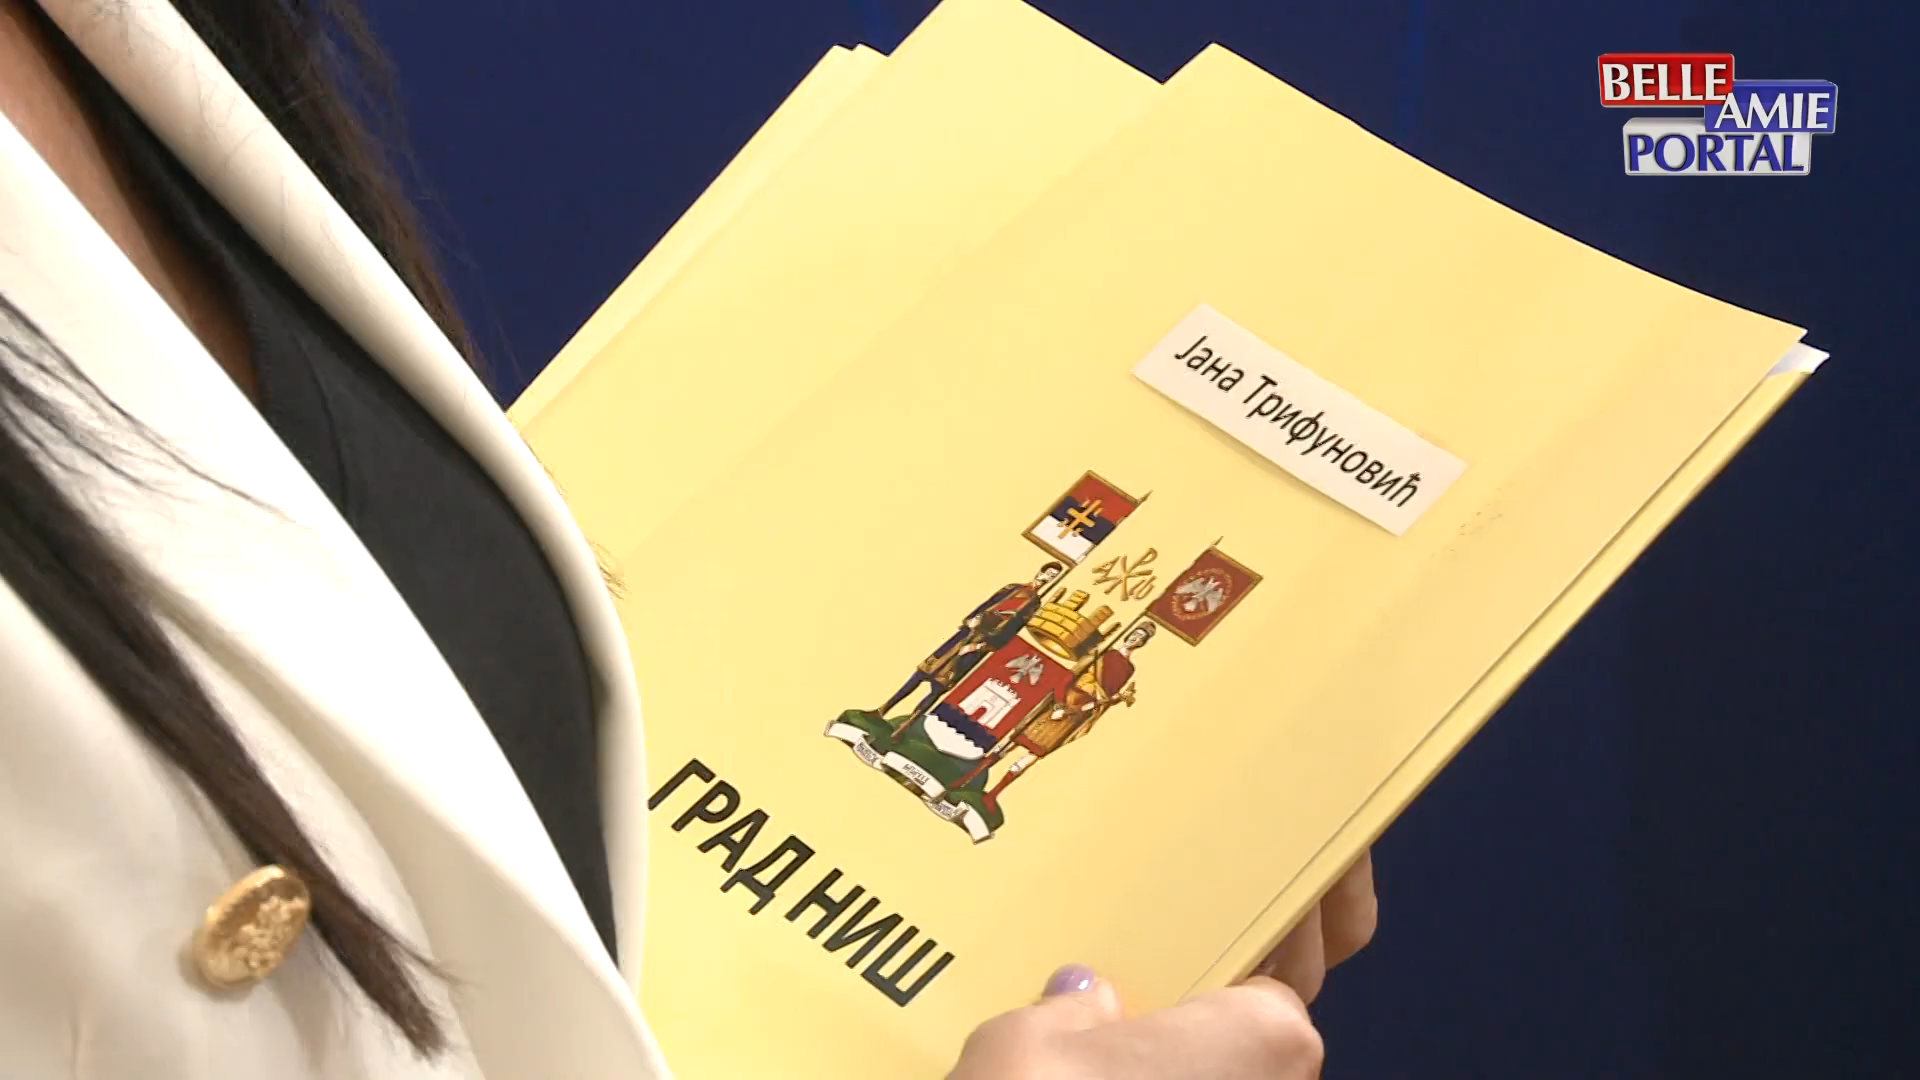 BELLE
AMIE
PORTAL
Јана Трифуновић
ГРАД НИШ